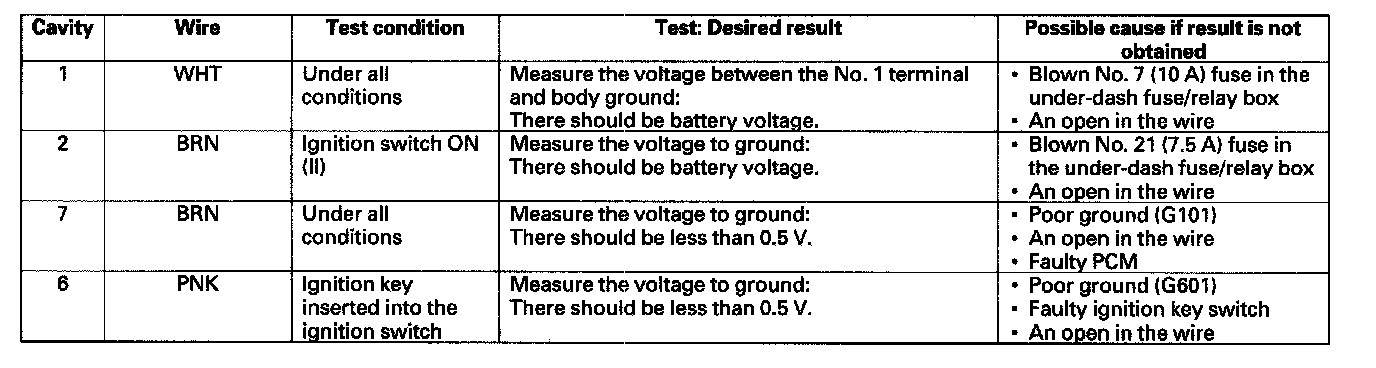 Cavity Wire Test condition Test: Desired result Possible cause if result is not
obtained
1 WHT Under all Measure the voltage between the No. 1 terminal • Blown No. 7 (10 A) fuse in the
conditions and body ground: under-dash fuse/relay box
There should be battery voltage. • An open in the wire
2 BRN Ignition switch ON Measure the voltage to ground: • Blown No. 21 (7.5 A) fuse in
(II) There should be battery voltage. the under-dash fuse/relay box
• An open in the wire
7 BRN Under all Measure the voltage to ground: • Poor ground (G101)
conditions There should be less than 0.5 V. • An open in the wire
• Faulty PCM
6 PNK Ignition key Measure the voltage to ground: • Poor ground (G601)
inserted into the There should be less than 0.5 V. • Faulty ignition key switch
ignition switch • An open in the wire